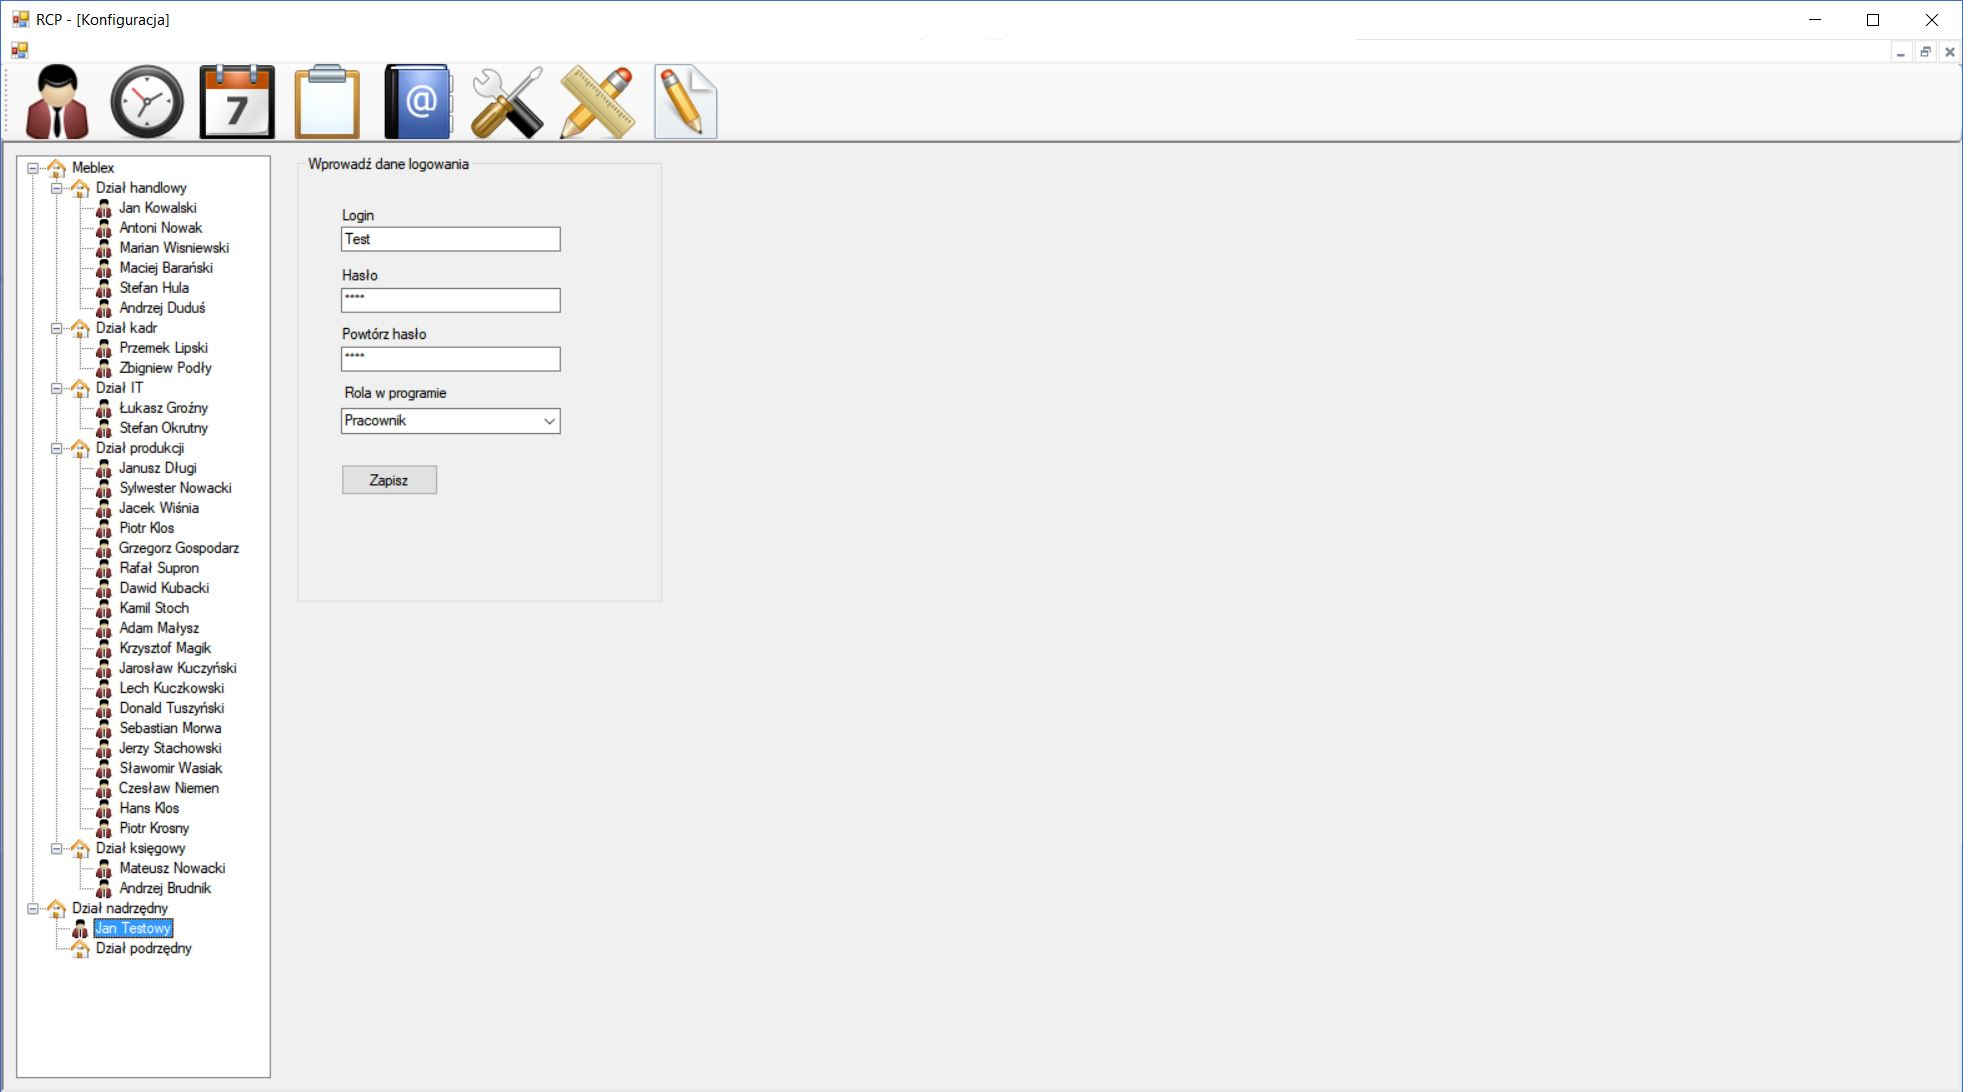 RCP - [Konfiguracja]
7
@
Meblex
Dział handlowy
Jan Kowalski
Antoni Nowak
Marian Wisniewski
Maciej Barański
Stefan Hula
Andrzej Duduś
Dział kadr
Przemek Lipski
Zbigniew Podły
Dział IT
Łukasz Groźny
Stefan Okrutny
Dział produkcji
Janusz Długi
Sylwester Nowacki
Jacek Wiśnia
Piotr Klos
Grzegorz Gospodarz
Rafał Supron
Dawid Kubacki
Kamil Stoch
Adam Małysz
Krzysztof Magik
Jarosław Kuczyński
Lech Kuczkowski
Donald Tuszyński
Sebastian Morwa
Jerzy Stachowski
Sławomir Wasiak
Czesław Niemen
Hans Klos
Piotr Krosny
Dział księgowy
Mateusz Nowacki
Andrzej Brudnik
Dział nadrzędny
Jan Testowy
Dział podrzędny
Wprowadź dane logowania
Login
Test
Hasło
****
Powtórz hasło
****
Rola w programie
Pracownik
Zapisz